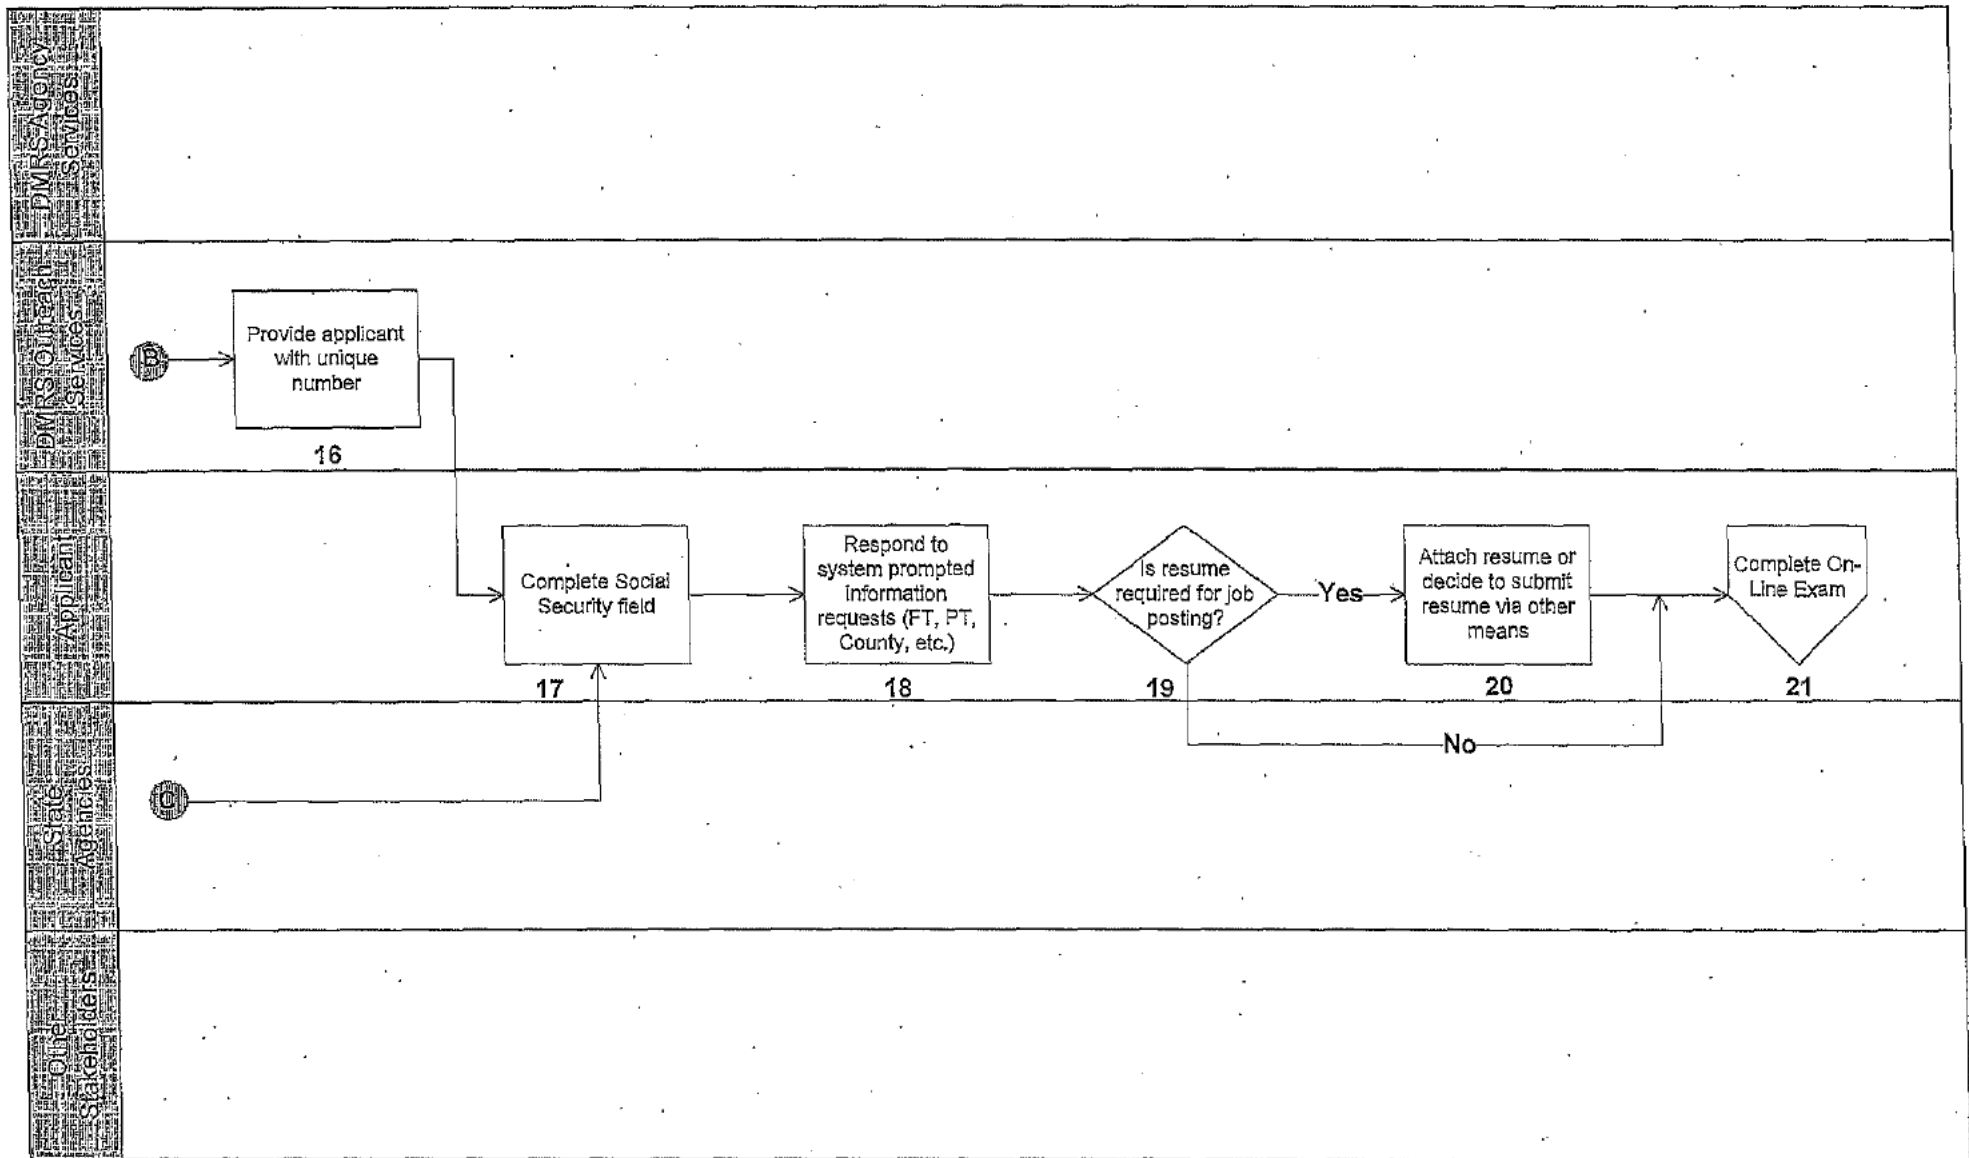 DMRS Agency
Services
DMRS Outreach
Services
B
Provide applicant
with unique
number
16
Applicant
Complete Social
Security field
17
Respond to
system prompted
information
requests (FT, PT,
County, etc.)
18
Is resume
required for job
posting?
19
Yes
Attach resume or
decide to submit
resume via other
means
20
Complete On-
Line Exam
21
No
State
Agencies
C
Other
Stakeholders